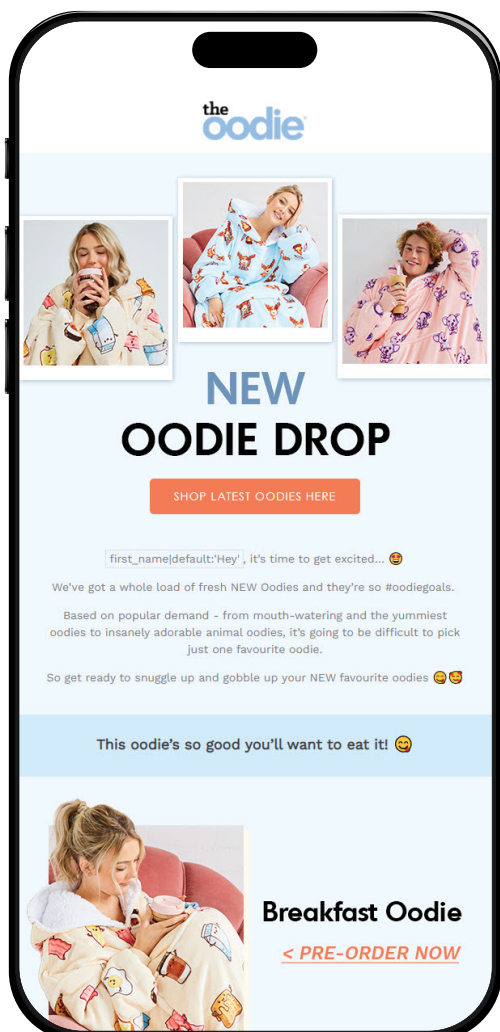 the
oodie
NEW
OODIE DROP
SHOP LATEST OODIES HERE
first_name|default:'Hey' , it's time to get excited... 🤩
We've got a whole load of fresh NEW Oodies and they're so #oodiegoals.
Based on popular demand - from mouth-watering and the yummiest
oodies to insanely adorable animal oodies, it's going to be difficult to pick
just one favourite oodie.
So get ready to snuggle up and gobble up your NEW favourite oodies 😋🥰
This oodie's so good you'll want to eat it! 😋
Breakfast Oodie
< PRE-ORDER NOW